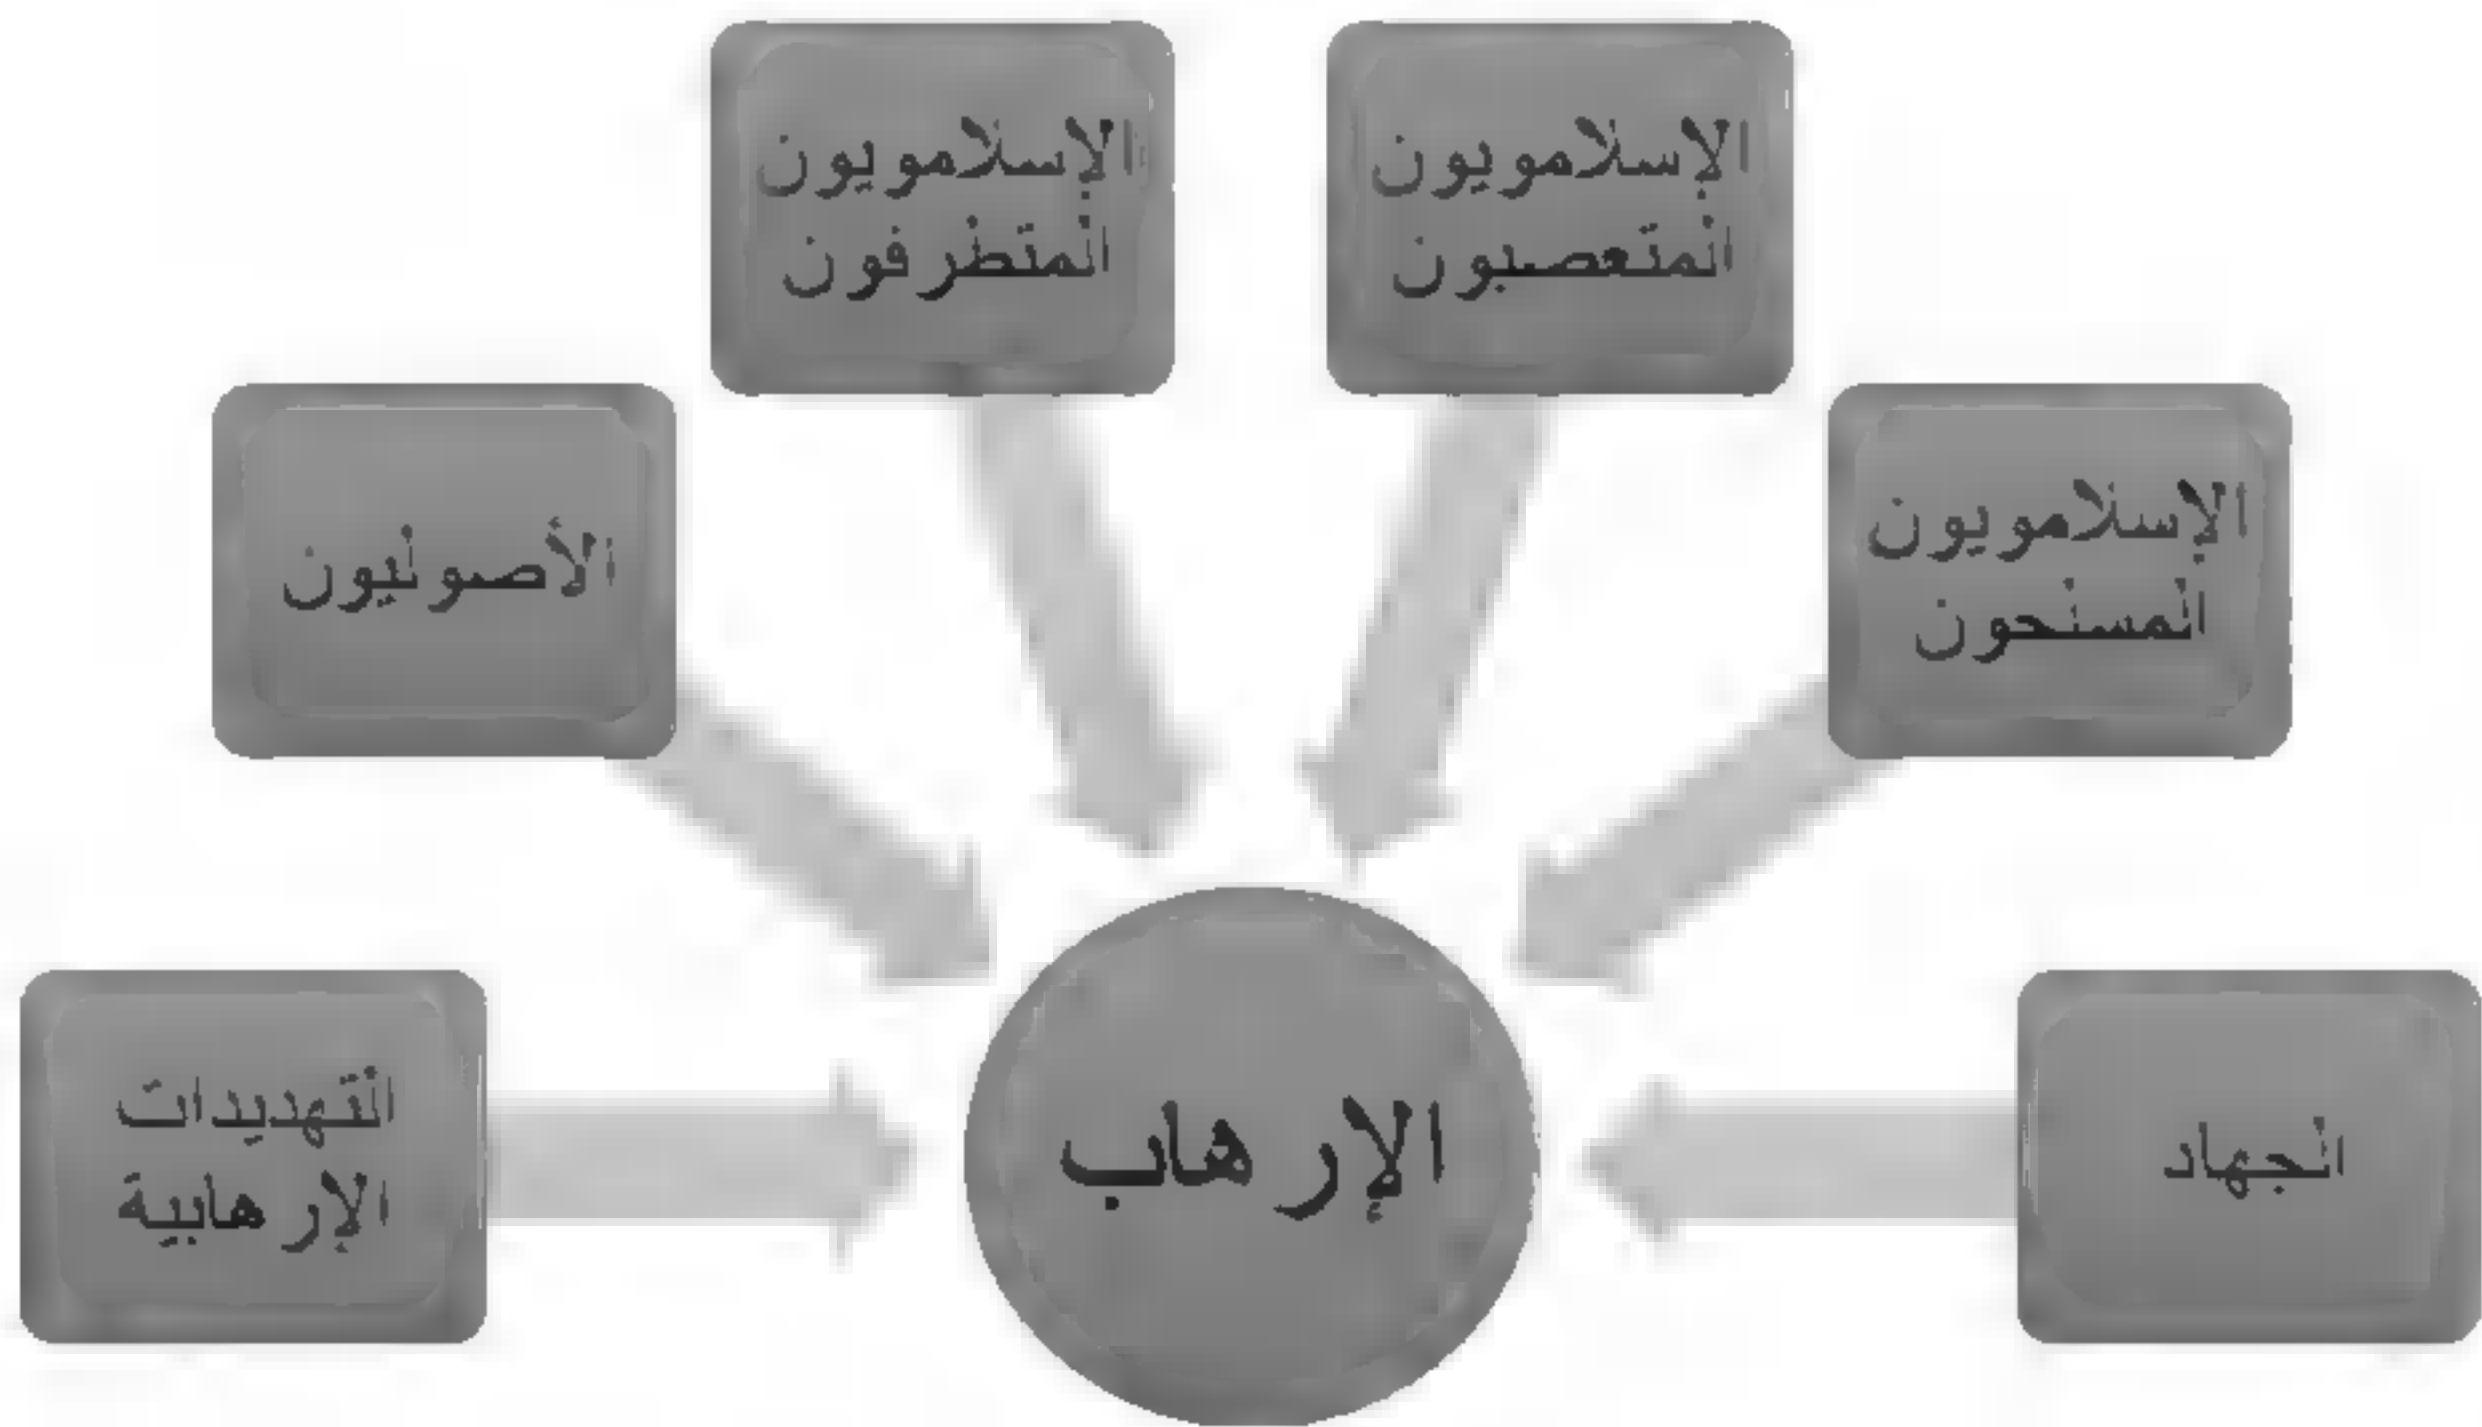 الإسلامويون
المتعصبون
الإسلامويون
المتطرفون
الإسلامويون
المسلحون
الأصوليون
الجهاد
الإرهاب
التهديدات
الإرهابية